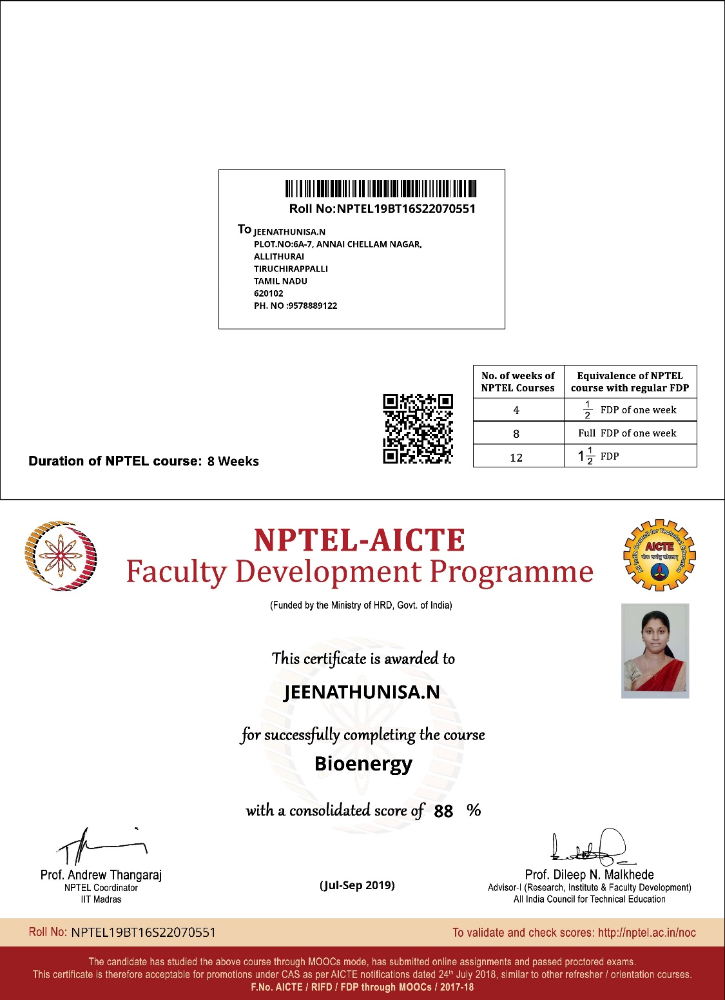 Roll No:NPTEL19BT16S22070551
To
JEENATHUNISA.N
PLOT.NO:6A-7, ANNAI CHELLAM NAGAR,
ALLITHURAI
TIRUCHIRAPPALLI
TAMIL NADU
620102
PH. NO :9578889122
No. of weeks of NPTEL Courses
Equivalence of NPTEL course with regular FDP
4
1/2 FDP of one week
8
Full FDP of one week
12
1 1/2 FDP
Duration of NPTEL course: 8 Weeks
NPTEL-AICTE
Faculty Development Programme
(Funded by the Ministry of HRD, Govt. of India)
All India Council for Technical Education
AICTE
This certificate is awarded to
JEENATHUNISA.N
for successfully completing the course
Bioenergy
with a consolidated score of 88 %
Prof. Andrew Thangaraj
NPTEL Coordinator
IIT Madras
(Jul-Sep 2019)
Prof. Dileep N. Malkhede
Advisor-I (Research, Institute & Faculty Development)
All India Council for Technical Education
Roll No: NPTEL19BT16S22070551
To validate and check scores: http://nptel.ac.in/noc
The candidate has studied the above course through MOOCs mode, has submitted online assignments and passed proctored exams.
This certificate is therefore acceptable for promotions under CAS as per AICTE notifications dated 24th July 2018, similar to other refresher / orientation courses.
F.No. AICTE / RIFD / FDP through MOOCs / 2017-18